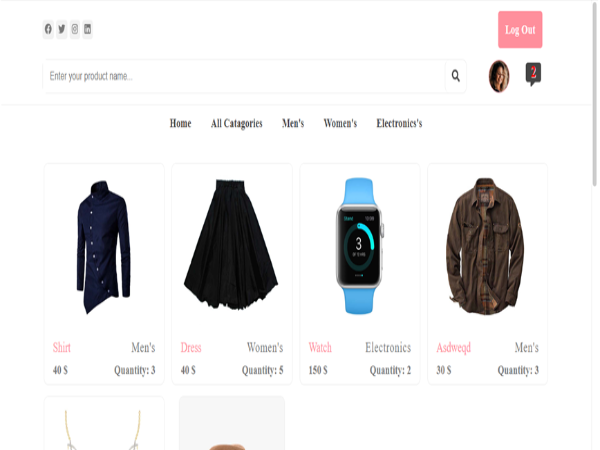 Log Out
Enter your product name...
2
Home All Catagories Men's Women's Electronics's
Shirt Men's
40 $ Quantity: 3
Dress Women's
40 $ Quantity: 5
3
Watch Electronics
150 $ Quantity: 2
Asdweqd Men's
30 $ Quantity: 3